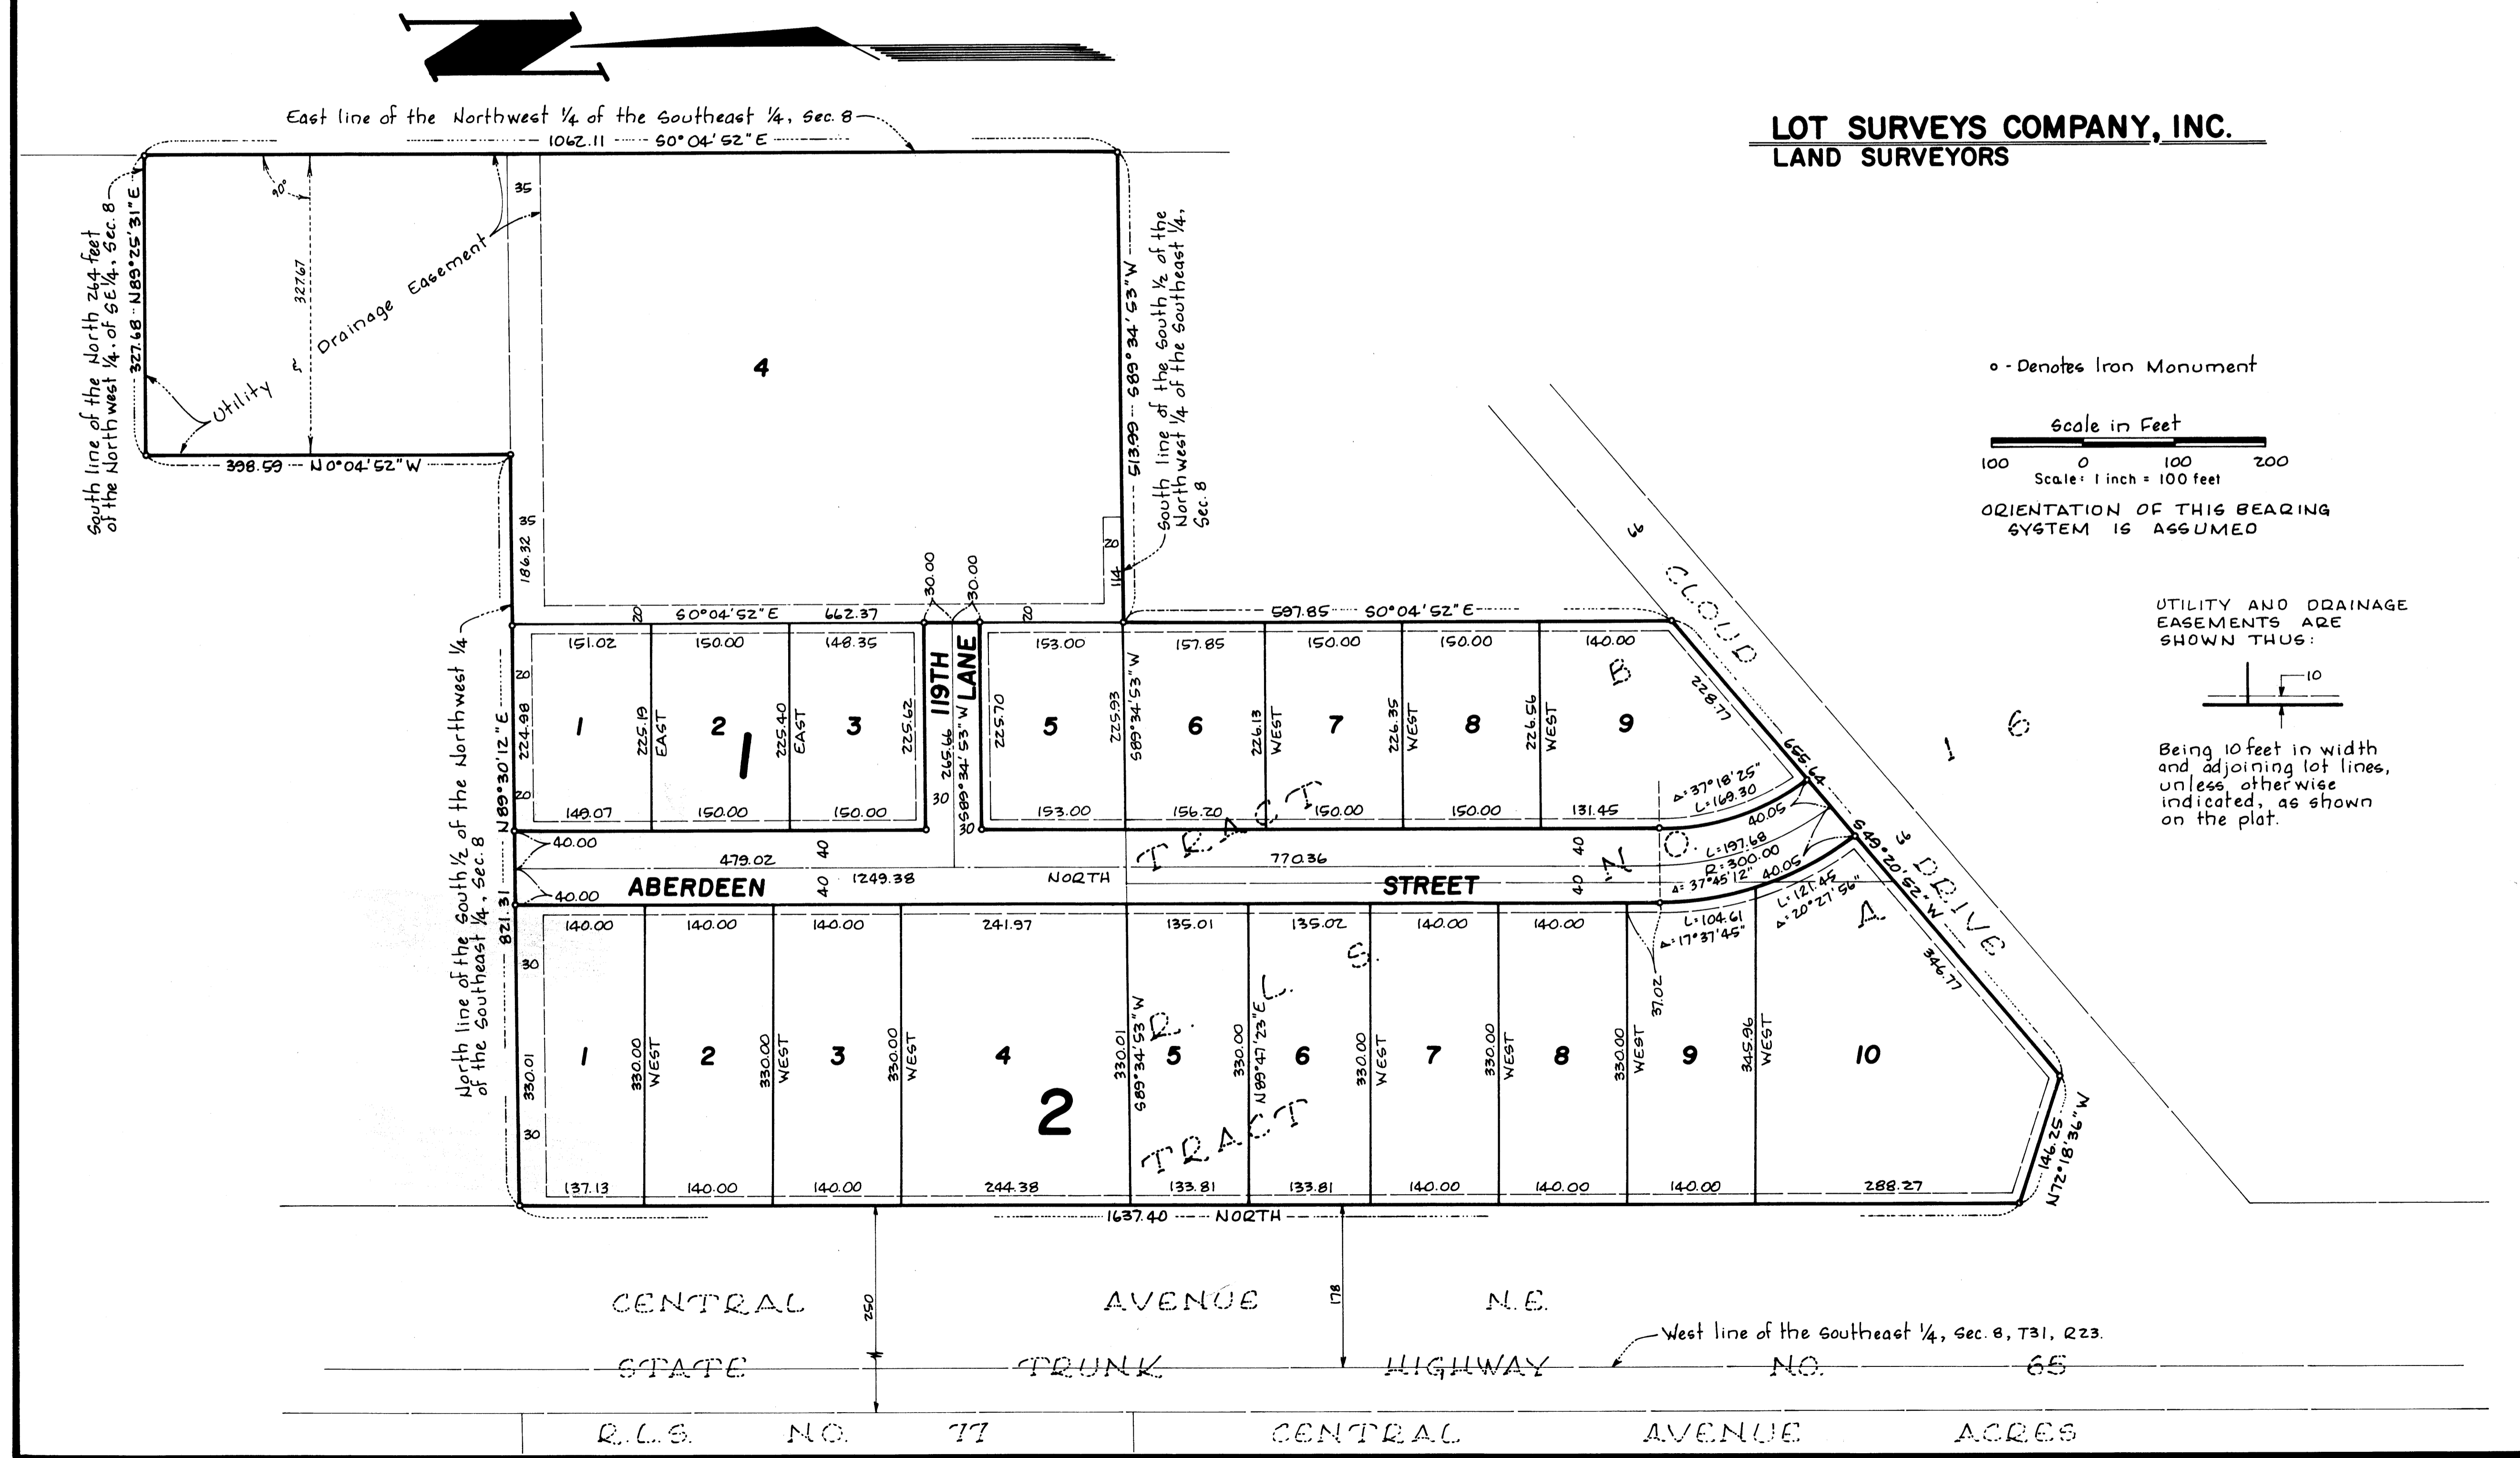 LOT SURVEYS COMPANY, INC.
LAND SURVEYORS
East line of the Northwest 1/4 of the Southeast 1/4, Sec. 8
1062.11 S0°04'52"E
South line of the North 264 feet
of the Northwest 1/4. of SE 1/4, Sec. 8
327.68 N89°25'31"E
90°
327.67
Utility & Drainage Easement
398.59 N0°04'52"W
35
35
186.32
4
513.99 S89°34'53"W
South line of the South 1/2 of the
Northwest 1/4 of the Southeast 1/4,
Sec. 8
20
114
30.00
30.00
20
S0°04'52"E 662.37
20
597.85 S0°04'52"E
o - Denotes Iron Monument
Scale in Feet
100 0 100 200
Scale: 1 inch = 100 feet
ORIENTATION OF THIS BEARING
SYSTEM IS ASSUMED
UTILITY AND DRAINAGE
EASEMENTS ARE
SHOWN THUS:
10
Being 10 feet in width
and adjoining lot lines,
unless otherwise
indicated, as shown
on the plat.
66
CLOUD DRIVE
66
1 6
North line of the South 1/2 of the Northwest 1/4
of the Southeast 1/4, Sec. 8
N89°30'12"E
821.31
151.02 150.00 148.35 153.00 157.85 150.00 150.00 140.00
20
224.98
20
1
225.19
EAST
2
225.40
EAST
3
225.62
1
119TH
LANE
265.66
S89°34'53"W
30
30
225.70
5
225.93
S89°34'53"W
6
226.13
WEST
7
226.35
WEST
8
226.56
WEST
9
B
228.77
655.64
S49°20'52"W
149.07 150.00 150.00 153.00 156.20 150.00 150.00 131.45
Δ=37°18'25"
L=169.30
40.05
L=197.68
R=300.00
Δ=37°45'12"
40.05
L=121.45
Δ=20°27'56"
L=104.61
Δ=17°37'45"
40.00
40.00
479.02
40
40
1249.38
NORTH
770.36
40
40
ABERDEEN STREET
TRACT
N O.
A
R. L. S.
TRACT
140.00 140.00 140.00 241.97 135.01 135.02 140.00 140.00
37.02
346.77
30
330.01
30
1
330.00
WEST
2
330.00
WEST
3
330.00
WEST
4
2
330.01
S89°34'53"W
5
330.00
N89°47'23"E
6
330.00
WEST
7
330.00
WEST
8
330.00
WEST
9
345.96
WEST
10
146.25
N72°18'36"W
137.13 140.00 140.00 244.38 133.81 133.81 140.00 140.00 140.00 288.27
1637.40 NORTH
250
178
CENTRAL AVENUE N.E.
West line of the Southeast 1/4, Sec. 8, T31, R23.
STATE TRUNK HIGHWAY NO. 65
R.L.S. NO. 77 CENTRAL AVENUE ACRES